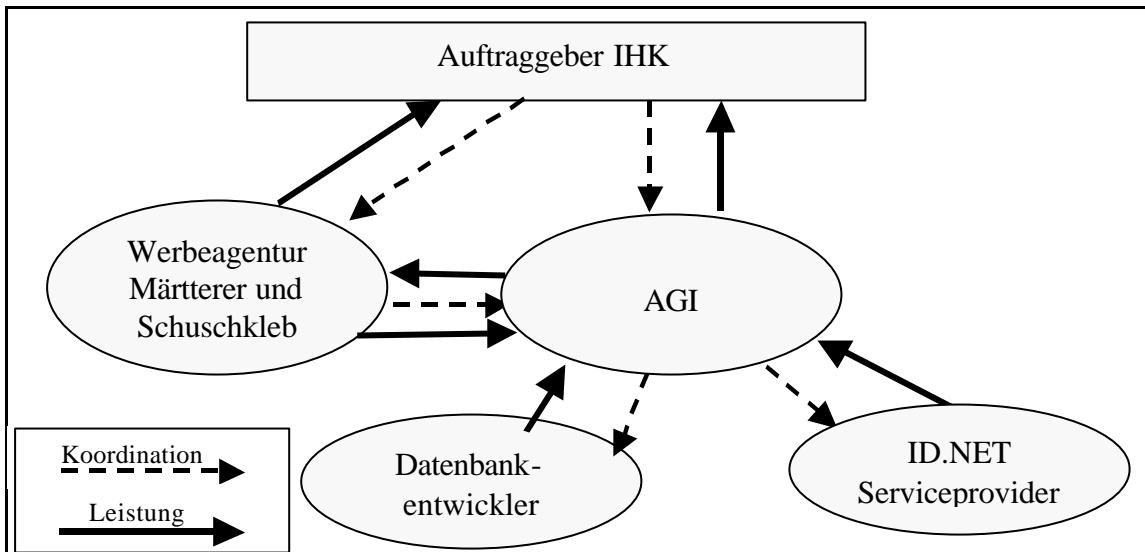 Auftraggeber IHK
Werbeagentur
Märtterer und
Schuschkleb
AGI
Datenbank-
entwickler
ID.NET
Serviceprovider
Koordination
Leistung